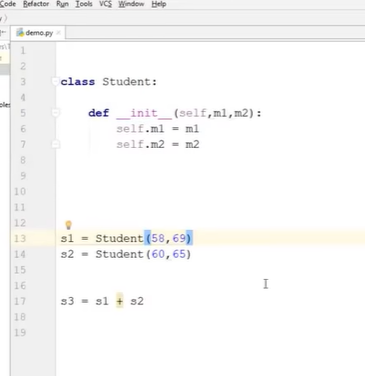 Code Refactor Run Tools VCS Window Help
demo.py
1
2
3 class Student:
4
5 def __init__(self,m1,m2):
6 self.m1 = m1
7 self.m2 = m2
8
9
10
11
12
13 s1 = Student(58,69)
14 s2 = Student(60,65)
15
16
17 s3 = s1 + s2
18
19